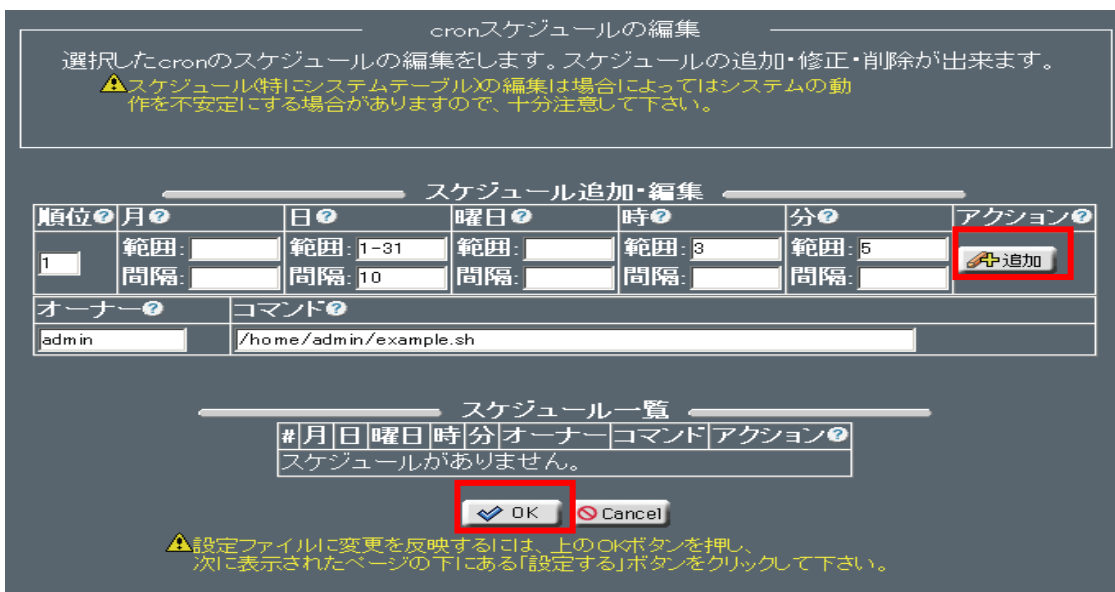 cronスケジュールの編集
選択したcronのスケジュールの編集をします。スケジュールの追加・修正・削除が出来ます。
スケジュール(特にシステムテーブル)の編集は場合によってはシステムの動
作を不安定にする場合がありますので、十分注意して下さい。
スケジュール追加・編集
順位 月 日 曜日 時 分 アクション
1 範囲: 範囲: 1-31 範囲: 範囲: 3 範囲: 5 追加
間隔: 間隔: 10 間隔: 間隔: 間隔:
オーナー コマンド
admin /home/admin/example.sh
スケジュール一覧
# 月 日 曜日 時 分 オーナー コマンド アクション
スケジュールがありません。
OK Cancel
設定ファイルに変更を反映するには、上のOKボタンを押し、
次に表示されたページの下にある「設定する」ボタンをクリックして下さい。